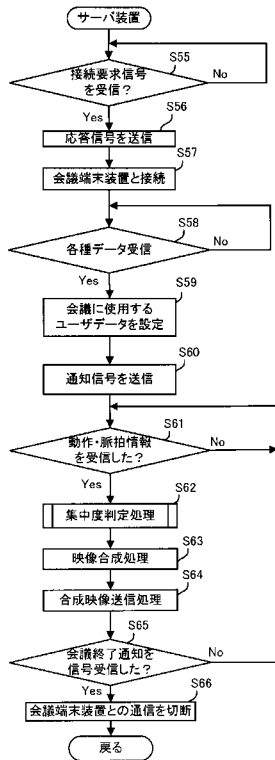 サーバ装置
S55
接続要求信号
を受信？
No
Yes
S56
応答信号を送信
S57
会議端末装置と接続
S58
各種データ受信
No
Yes
S59
会議に使用する
ユーザデータを設定
S60
通知信号を送信
S61
動作・脈拍情報
を受信した？
No
Yes
S62
集中度判定処理
S63
映像合成処理
S64
合成映像送信処理
S65
会議終了通知を
信号受信した？
No
Yes
S66
会議端末装置との通信を切断
戻る